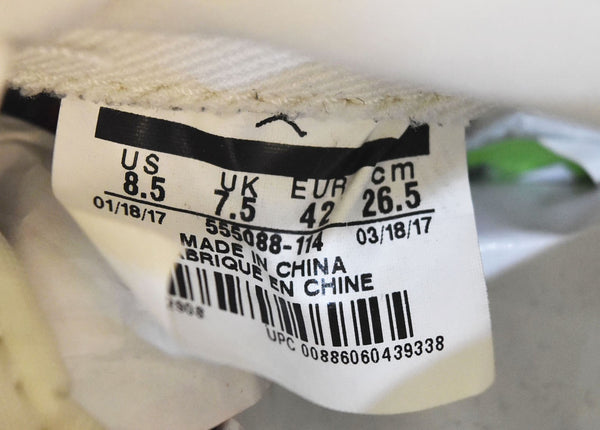 US UK EUR cm
8.5 7.5 42 26.5
01/18/17 03/18/17
555088-114
MADE IN CHINA
BRIQUE EN CHINE
908
UPC 00886060439338